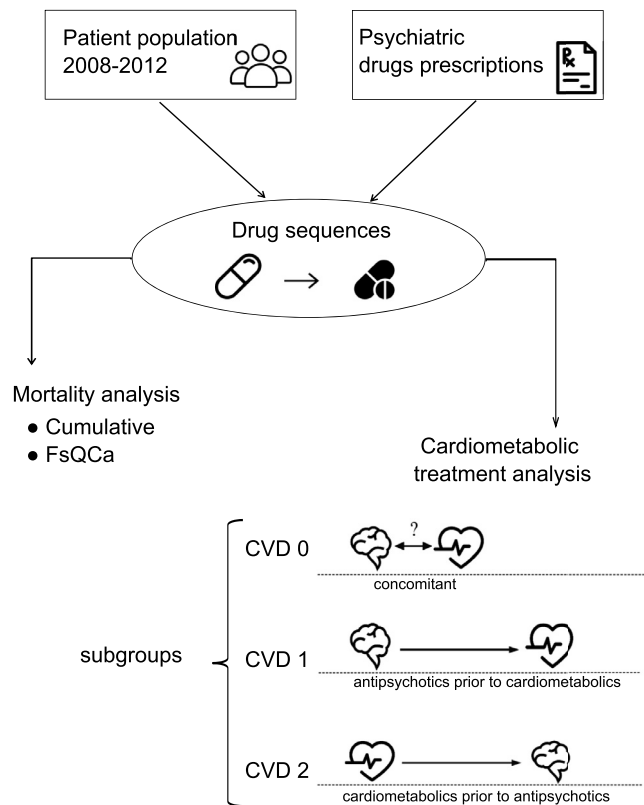 Patient population
2008-2012
Psychiatric
drugs prescriptions
Rx
Drug sequences
Mortality analysis
● Cumulative
● FsQCa
Cardiometabolic
treatment analysis
subgroups
CVD 0
?
concomitant
CVD 1
antipsychotics prior to cardiometabolics
CVD 2
cardiometabolics prior to antipsychotics